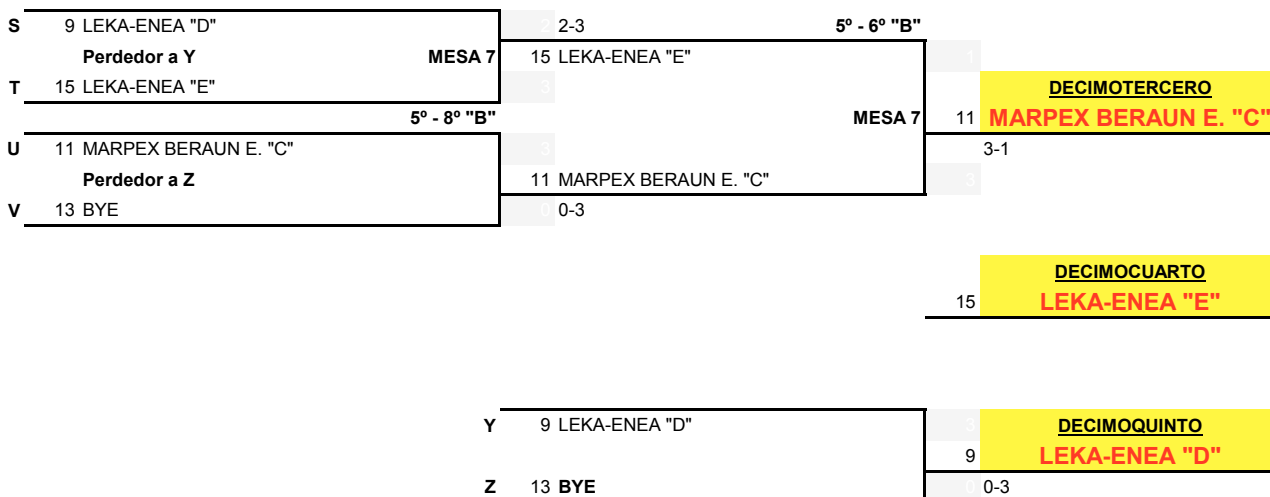 S 9 LEKA-ENEA "D" 2 2-3 5º - 6º "B"
Perdedor a Y MESA 7 15 LEKA-ENEA "E" 1
T 15 LEKA-ENEA "E" 3 DECIMOTERCERO
5º - 8º "B" MESA 7 11 MARPEX BERAUN E. "C"
U 11 MARPEX BERAUN E. "C" 3 3-1
Perdedor a Z 11 MARPEX BERAUN E. "C" 3
V 13 BYE 0 0-3
DECIMOCUARTO
15 LEKA-ENEA "E"
Y 9 LEKA-ENEA "D" 3 DECIMOQUINTO
9 LEKA-ENEA "D"
Z 13 BYE 0 0-3